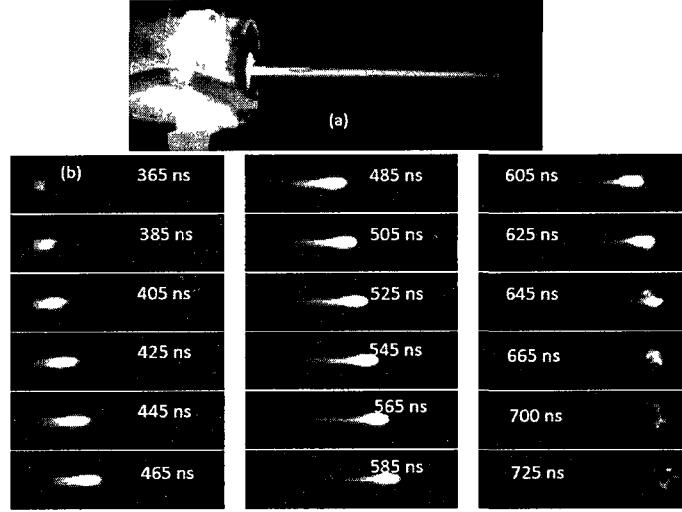 (a)
(b)
365 ns
385 ns
405 ns
425 ns
445 ns
465 ns
485 ns
505 ns
525 ns
545 ns
565 ns
585 ns
605 ns
625 ns
645 ns
665 ns
700 ns
725 ns